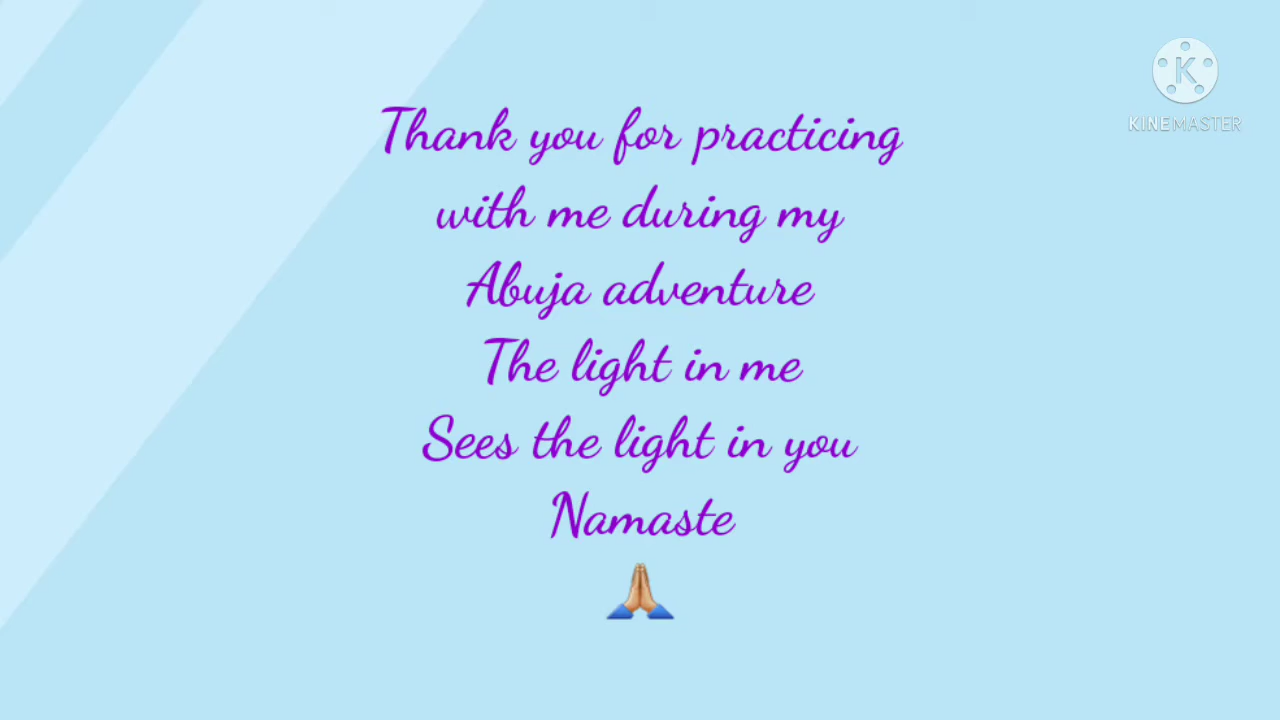 Thank you for practicing
with me during my
Abuja adventure
The light in me
Sees the light in you
Namaste
🙏🏼
K
KINEMASTER